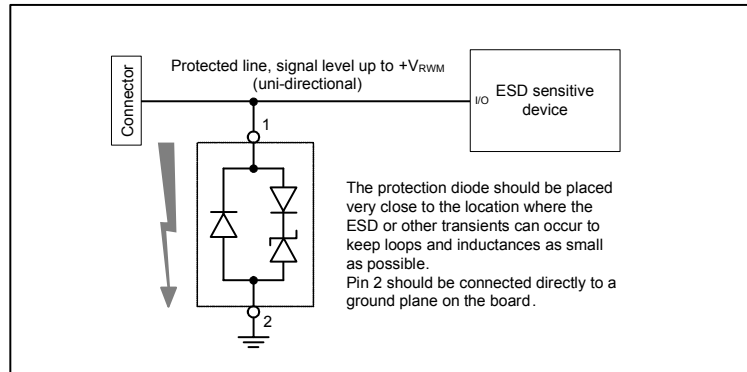 Connector
Protected line, signal level up to +VRWM
(uni-directional)
I/O
ESD sensitive
device
1
The protection diode should be placed
very close to the location where the
ESD or other transients can occur to
keep loops and inductances as small
as possible.
Pin 2 should be connected directly to a
ground plane on the board.
2